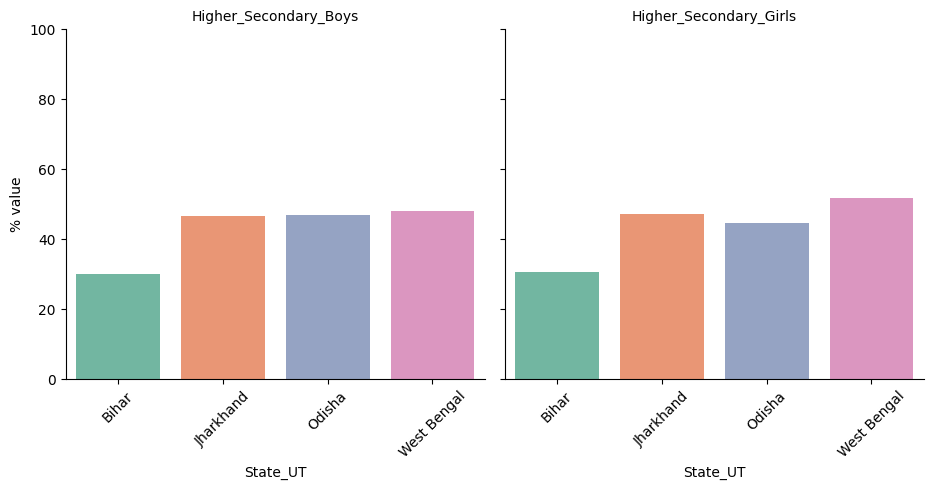 Higher_Secondary_Boys
Higher_Secondary_Girls
% value
100
80
60
40
20
0
Bihar
Jharkhand
Odisha
West Bengal
Bihar
Jharkhand
Odisha
West Bengal
State_UT
State_UT